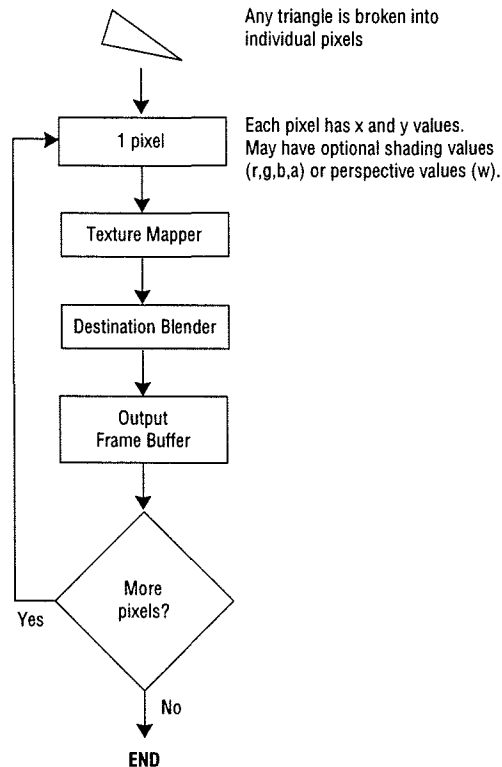 Any triangle is broken into
individual pixels
1 pixel
Each pixel has x and y values.
May have optional shading values
(r,g,b,a) or perspective values (w).
Texture Mapper
Destination Blender
Output
Frame Buffer
More
pixels?
Yes
No
END